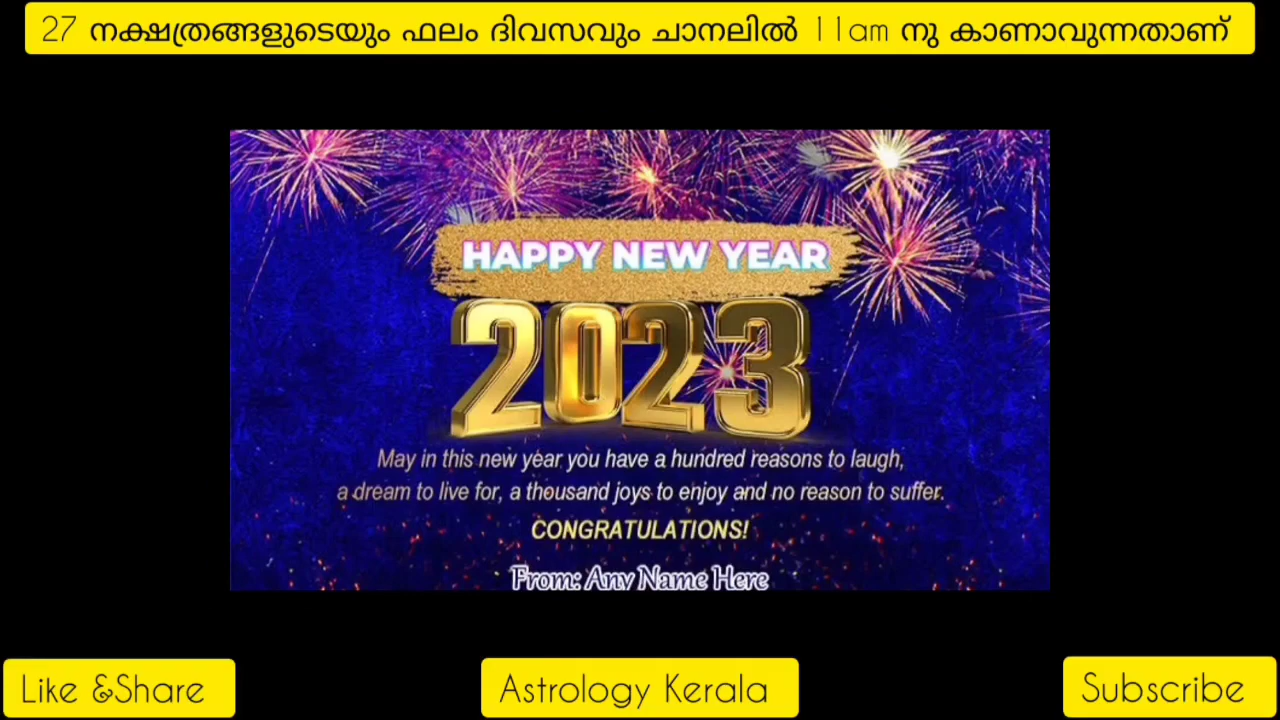 27 നക്ഷത്രങ്ങളുടെയും ഫലം ദിവസവും ചാനലിൽ 11am നു കാണാവുന്നതാണ്
HAPPY NEW YEAR
2023
May in this new year you have a hundred reasons to laugh,
a dream to live for, a thousand joys to enjoy and no reason to suffer.
CONGRATULATIONS!
From: Any Name Here
Like &Share
Astrology Kerala
Subscribe